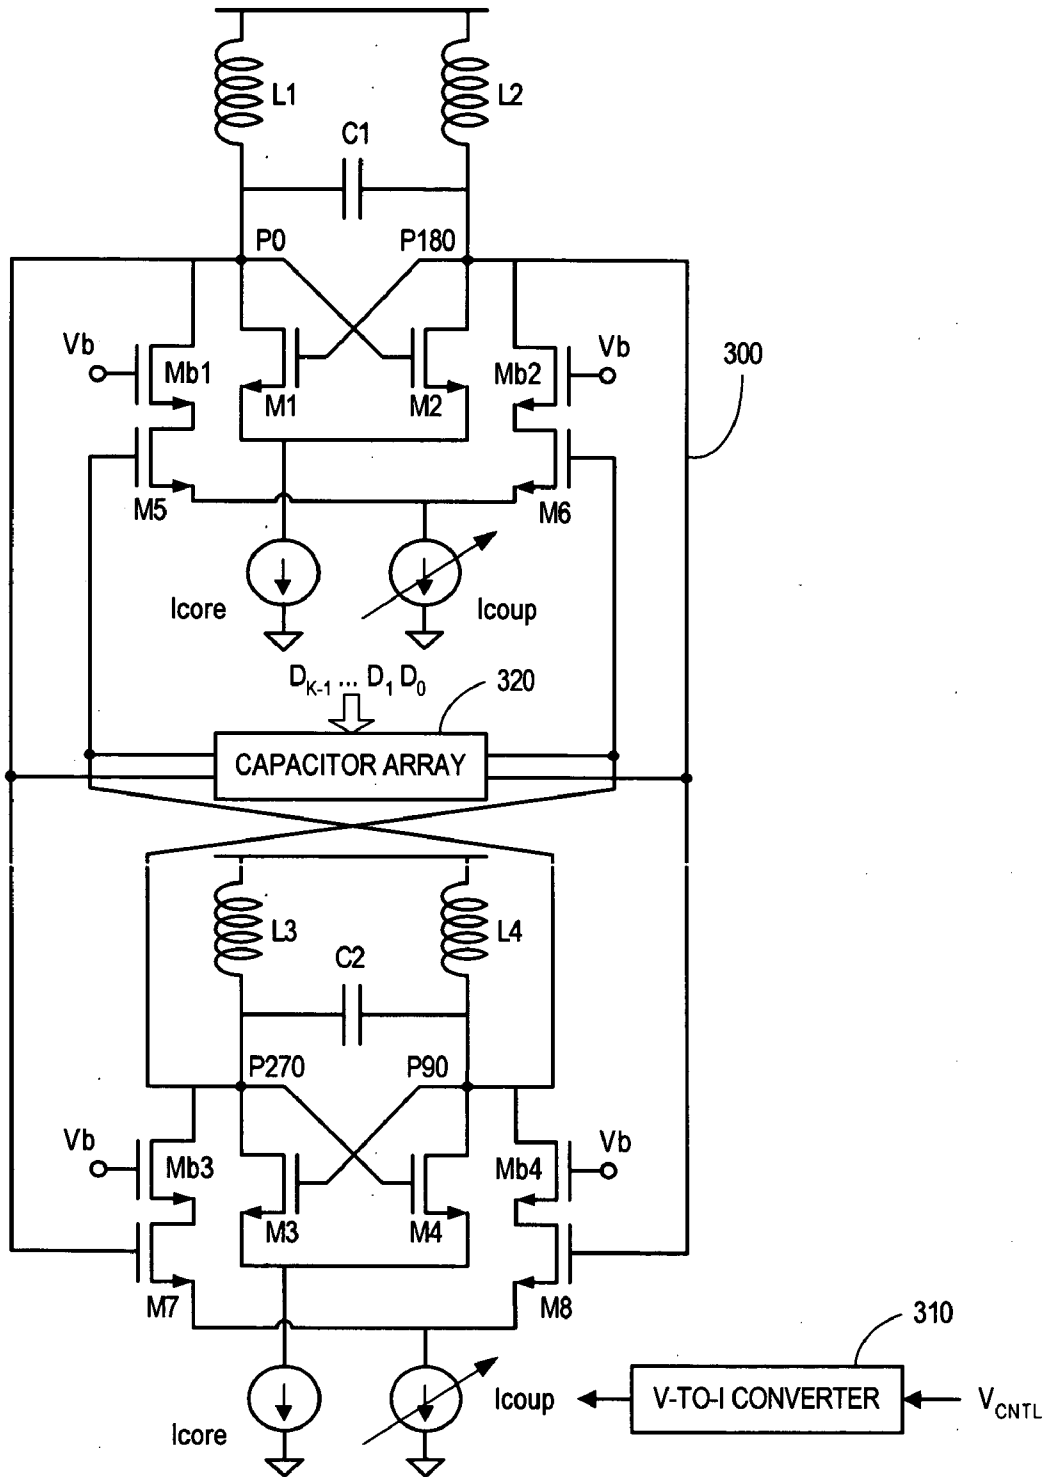 L1
L2
C1
P0
P180
Vb
Mb1
M1
M2
Mb2
Vb
300
M5
M6
Icore
Icoup
D_{K-1} ... D_1 D_0
320
CAPACITOR ARRAY
L3
L4
C2
P270
P90
Vb
Mb3
M3
M4
Mb4
Vb
M7
M8
310
Icore
Icoup
V-TO-I CONVERTER
V_{CNTL}